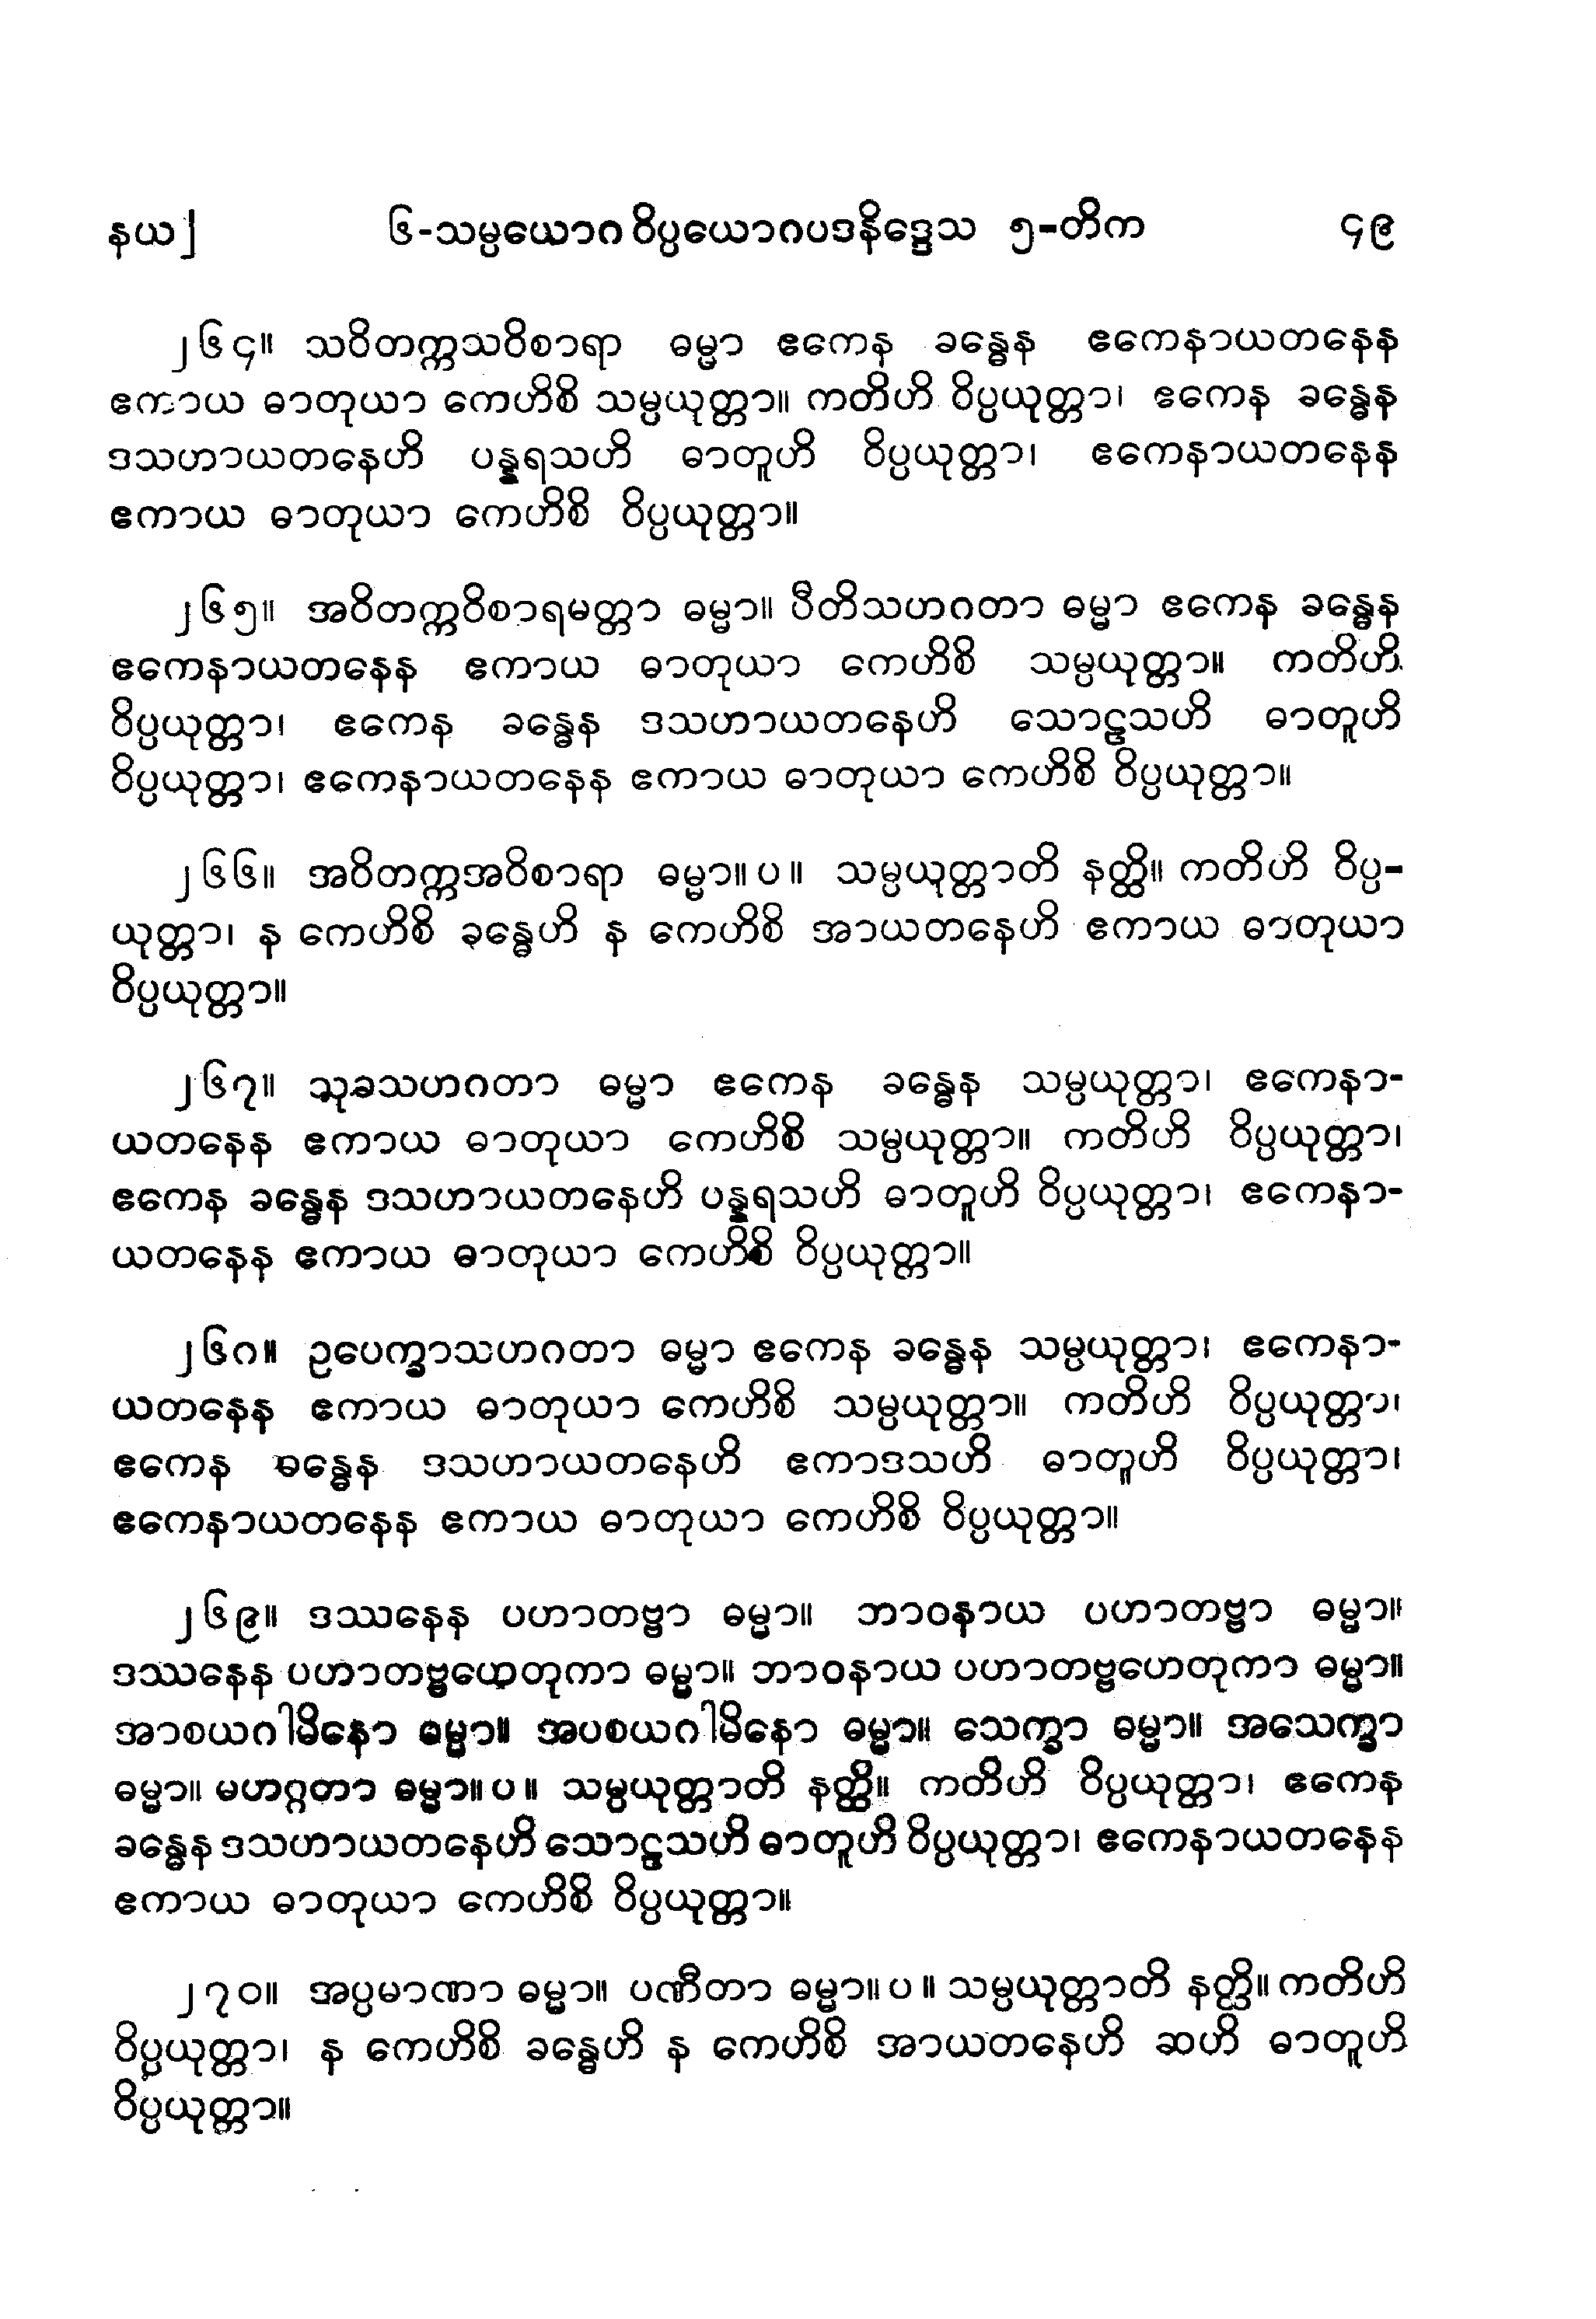 နယ] ၆-သမ္ပယောဂ ဝိပ္ပယောဂပဒနိဒ္ဒေသ ၅-တိက ၄၉
၂၆၄။ သဝိတက္ကသဝိစာရာ ဓမ္မာ ဧကေန ခန္ဓေန ဧကေနာယတနေန
ဧကာယ ဓာတုယာ ကေဟိစိ သမ္ပယုတ္တာ။ ကတိဟိ ဝိပ္ပယုတ္တာ၊ ဧကေန ခန္ဓေန
ဒသဟာယတနေဟိ ပန္နရသဟိ ဓာတူဟိ ဝိပ္ပယုတ္တာ၊ ဧကေနာယတနေန
ဧကာယ ဓာတုယာ ကေဟိစိ ဝိပ္ပယုတ္တာ။
၂၆၅။ အဝိတက္ကဝိစာရမတ္တာ ဓမ္မာ။ ပီတိသဟဂတာ ဓမ္မာ ဧကေန ခန္ဓေန
ဧကေနာယတနေန ဧကာယ ဓာတုယာ ကေဟိစိ သမ္ပယုတ္တာ။ ကတိဟိ
ဝိပ္ပယုတ္တာ၊ ဧကေန ခန္ဓေန ဒသဟာယတနေဟိ သောဠသဟိ ဓာတူဟိ
ဝိပ္ပယုတ္တာ၊ ဧကေနာယတနေန ဧကာယ ဓာတုယာ ကေဟိစိ ဝိပ္ပယုတ္တာ။
၂၆၆။ အဝိတက္ကအဝိစာရာ ဓမ္မာ။ ပ ။ သမ္ပယုတ္တာတိ နတ္ထိ။ ကတိဟိ ဝိပ္ပ-
ယုတ္တာ၊ န ကေဟိစိ ခန္ဓေဟိ န ကေဟိစိ အာယတနေဟိ ဧကာယ ဓာတုယာ
ဝိပ္ပယုတ္တာ။
၂၆၇။ သုခသဟဂတာ ဓမ္မာ ဧကေန ခန္ဓေန သမ္ပယုတ္တာ၊ ဧကေနာ-
ယတနေန ဧကာယ ဓာတုယာ ကေဟိစိ သမ္ပယုတ္တာ။ ကတိဟိ ဝိပ္ပယုတ္တာ၊
ဧကေန ခန္ဓေန ဒသဟာယတနေဟိ ပန္နရသဟိ ဓာတူဟိ ဝိပ္ပယုတ္တာ၊ ဧကေနာ-
ယတနေန ဧကာယ ဓာတုယာ ကေဟိစိ ဝိပ္ပယုတ္တာ။
၂၆၈။ ဥပေက္ခာသဟဂတာ ဓမ္မာ ဧကေန ခန္ဓေန သမ္ပယုတ္တာ၊ ဧကေနာ-
ယတနေန ဧကာယ ဓာတုယာ ကေဟိစိ သမ္ပယုတ္တာ။ ကတိဟိ ဝိပ္ပယုတ္တာ၊
ဧကေန ခန္ဓေန ဒသဟာယတနေဟိ ဧကာဒသဟိ ဓာတူဟိ ဝိပ္ပယုတ္တာ၊
ဧကေနာယတနေန ဧကာယ ဓာတုယာ ကေဟိစိ ဝိပ္ပယုတ္တာ။
၂၆၉။ ဒဿနေန ပဟာတဗ္ဗာ ဓမ္မာ။ ဘာဝနာယ ပဟာတဗ္ဗာ ဓမ္မာ။
ဒဿနေန ပဟာတဗ္ဗဟေတုကာ ဓမ္မာ။ ဘာဝနာယ ပဟာတဗ္ဗဟေတုကာ ဓမ္မာ။
အာစယဂါမိနော ဓမ္မာ။ အပစယဂါမိနော ဓမ္မာ။ သေက္ခာ ဓမ္မာ။ အသေက္ခာ
ဓမ္မာ။ မဟဂ္ဂတာ ဓမ္မာ။ ပ ။ သမ္ပယုတ္တာတိ နတ္ထိ။ ကတိဟိ ဝိပ္ပယုတ္တာ၊ ဧကေန
ခန္ဓေန ဒသဟာယတနေဟိ သောဠသဟိ ဓာတူဟိ ဝိပ္ပယုတ္တာ၊ ဧကေနာယတနေန
ဧကာယ ဓာတုယာ ကေဟိစိ ဝိပ္ပယုတ္တာ။
၂၇၀။ အပ္ပမာဏာ ဓမ္မာ။ ပဏီတာ ဓမ္မာ။ ပ ။ သမ္ပယုတ္တာတိ နတ္ထိ။ ကတိဟိ
ဝိပ္ပယုတ္တာ၊ န ကေဟိစိ ခန္ဓေဟိ န ကေဟိစိ အာယတနေဟိ ဆဟိ ဓာတူဟိ
ဝိပ္ပယုတ္တာ။